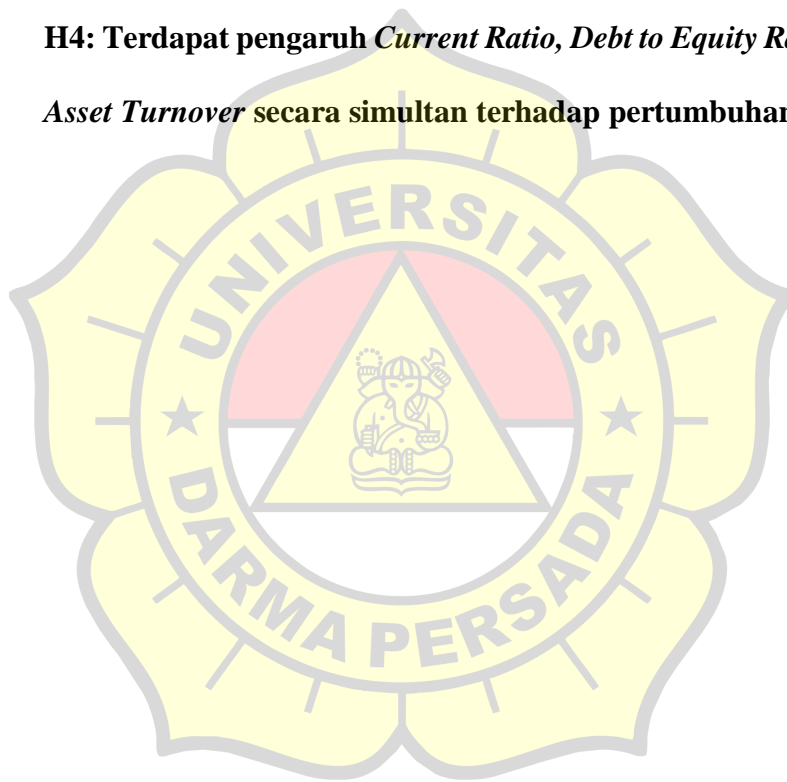 H4: Terdapat pengaruh Current Ratio, Debt to Equity
Asset Turnover secara simultan terhadap pertumbuhan
UNIVERSITAS
DARMA PERSADA